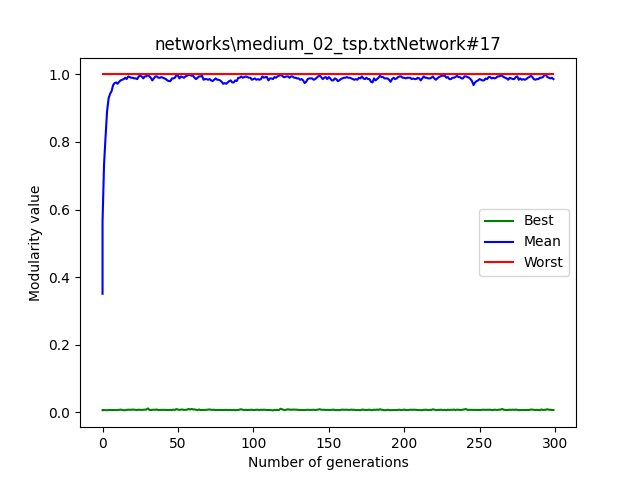 networks\medium_02_tsp.txtNetwork#17
Modularity value
1.0
0.8
0.6
0.4
0.2
0.0
Best
Mean
Worst
0 50 100 150 200 250 300
Number of generations